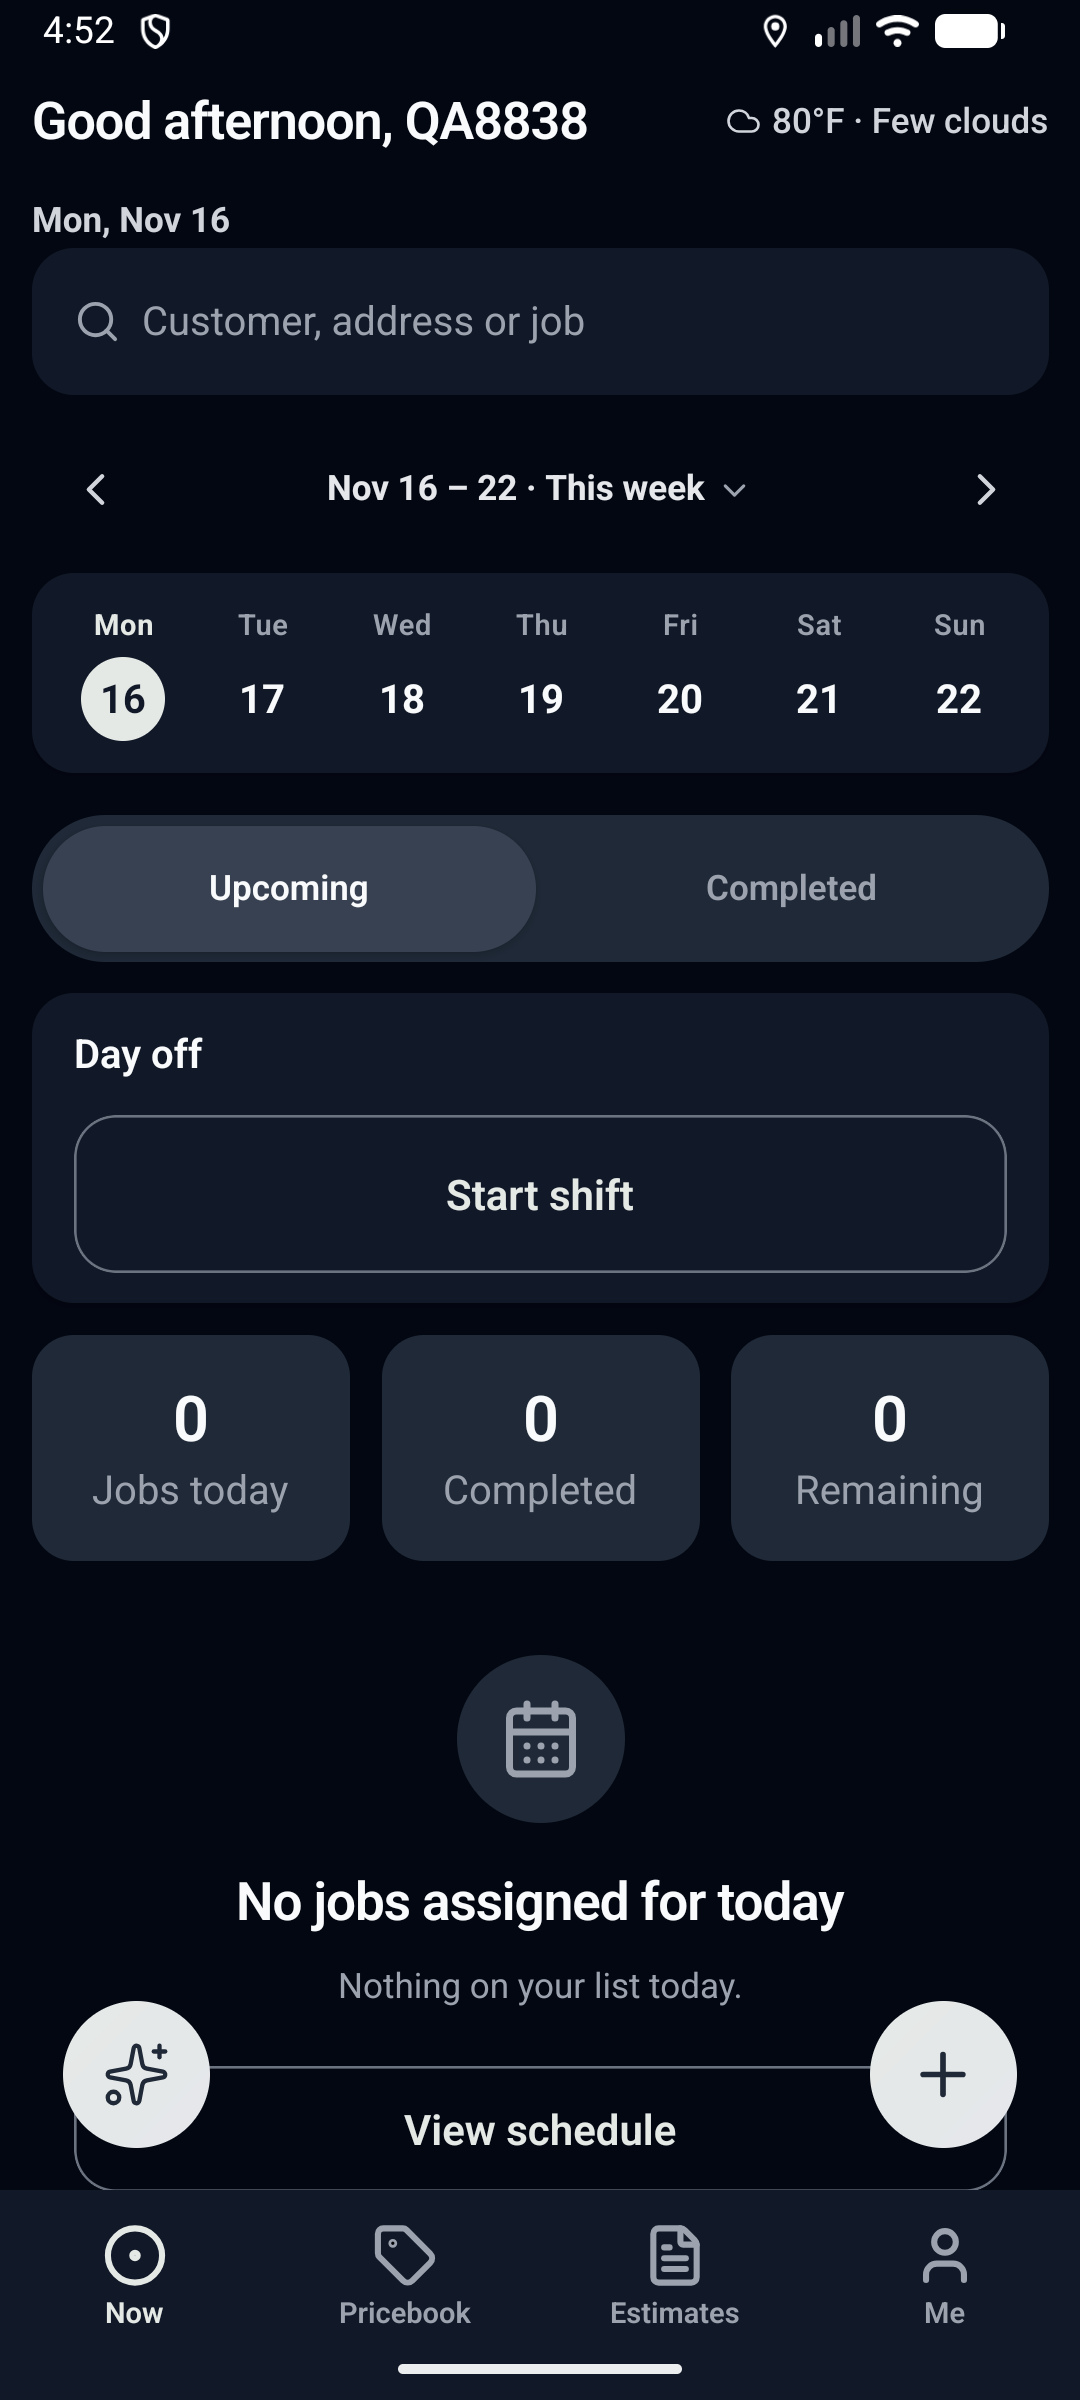 4:52
Good afternoon, QA8838
80°F · Few clouds
Mon, Nov 16
Customer, address or job
Nov 16 – 22 · This week
Mon Tue Wed Thu Fri Sat Sun
16 17 18 19 20 21 22
Upcoming Completed
Day off
Start shift
0 0 0
Jobs today Completed Remaining
No jobs assigned for today
Nothing on your list today.
View schedule
Now Pricebook Estimates Me